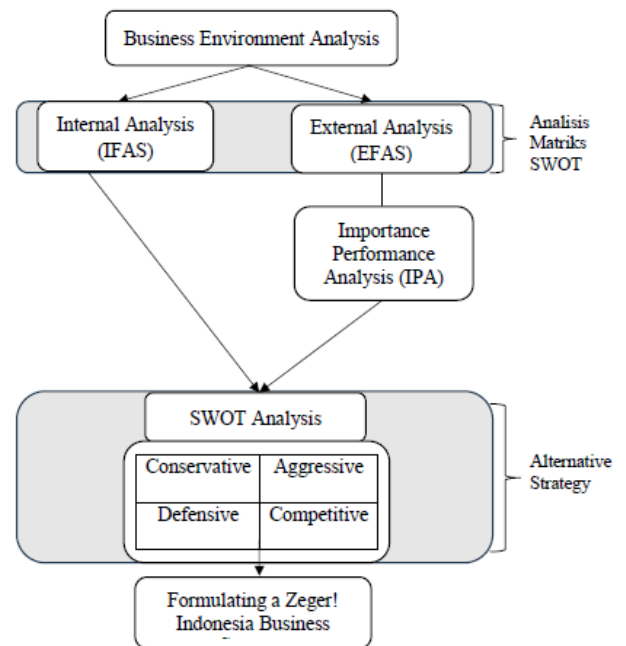 Business Environment Analysis
Internal Analysis
(IFAS)
External Analysis
(EFAS)
Analisis
Matriks
SWOT
Importance
Performance
Analysis (IPA)
SWOT Analysis
Conservative
Aggressive
Defensive
Competitive
Alternative
Strategy
Formulating a Zeger!
Indonesia Business